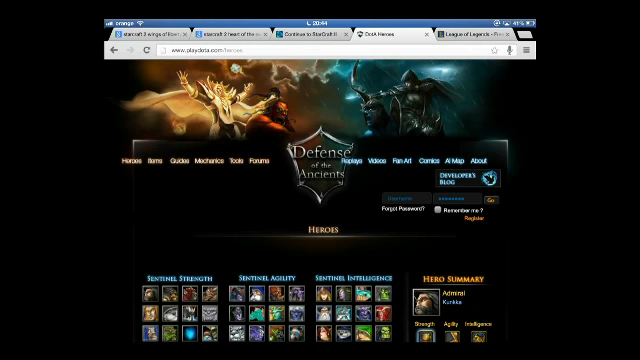 orange 20:44 41%
starcraft 2 wings of libert
starcraft 2 heart of the s
Continue to StarCraft II
DotA Heroes
League of Legends - Free
www.playdota.com/heroes
Defense
of the
Ancients
Heroes Items Guides Mechanics Tools Forums Replays Videos Fan Art Comics AI Map About
Developer's
Blog
Username
Go
Forgot Password? Remember me ?
Register
Heroes
Sentinel Strength Sentinel Agility Sentinel Intelligence Hero Summary
Admiral
Kunkka
Strength Agility Intelligence